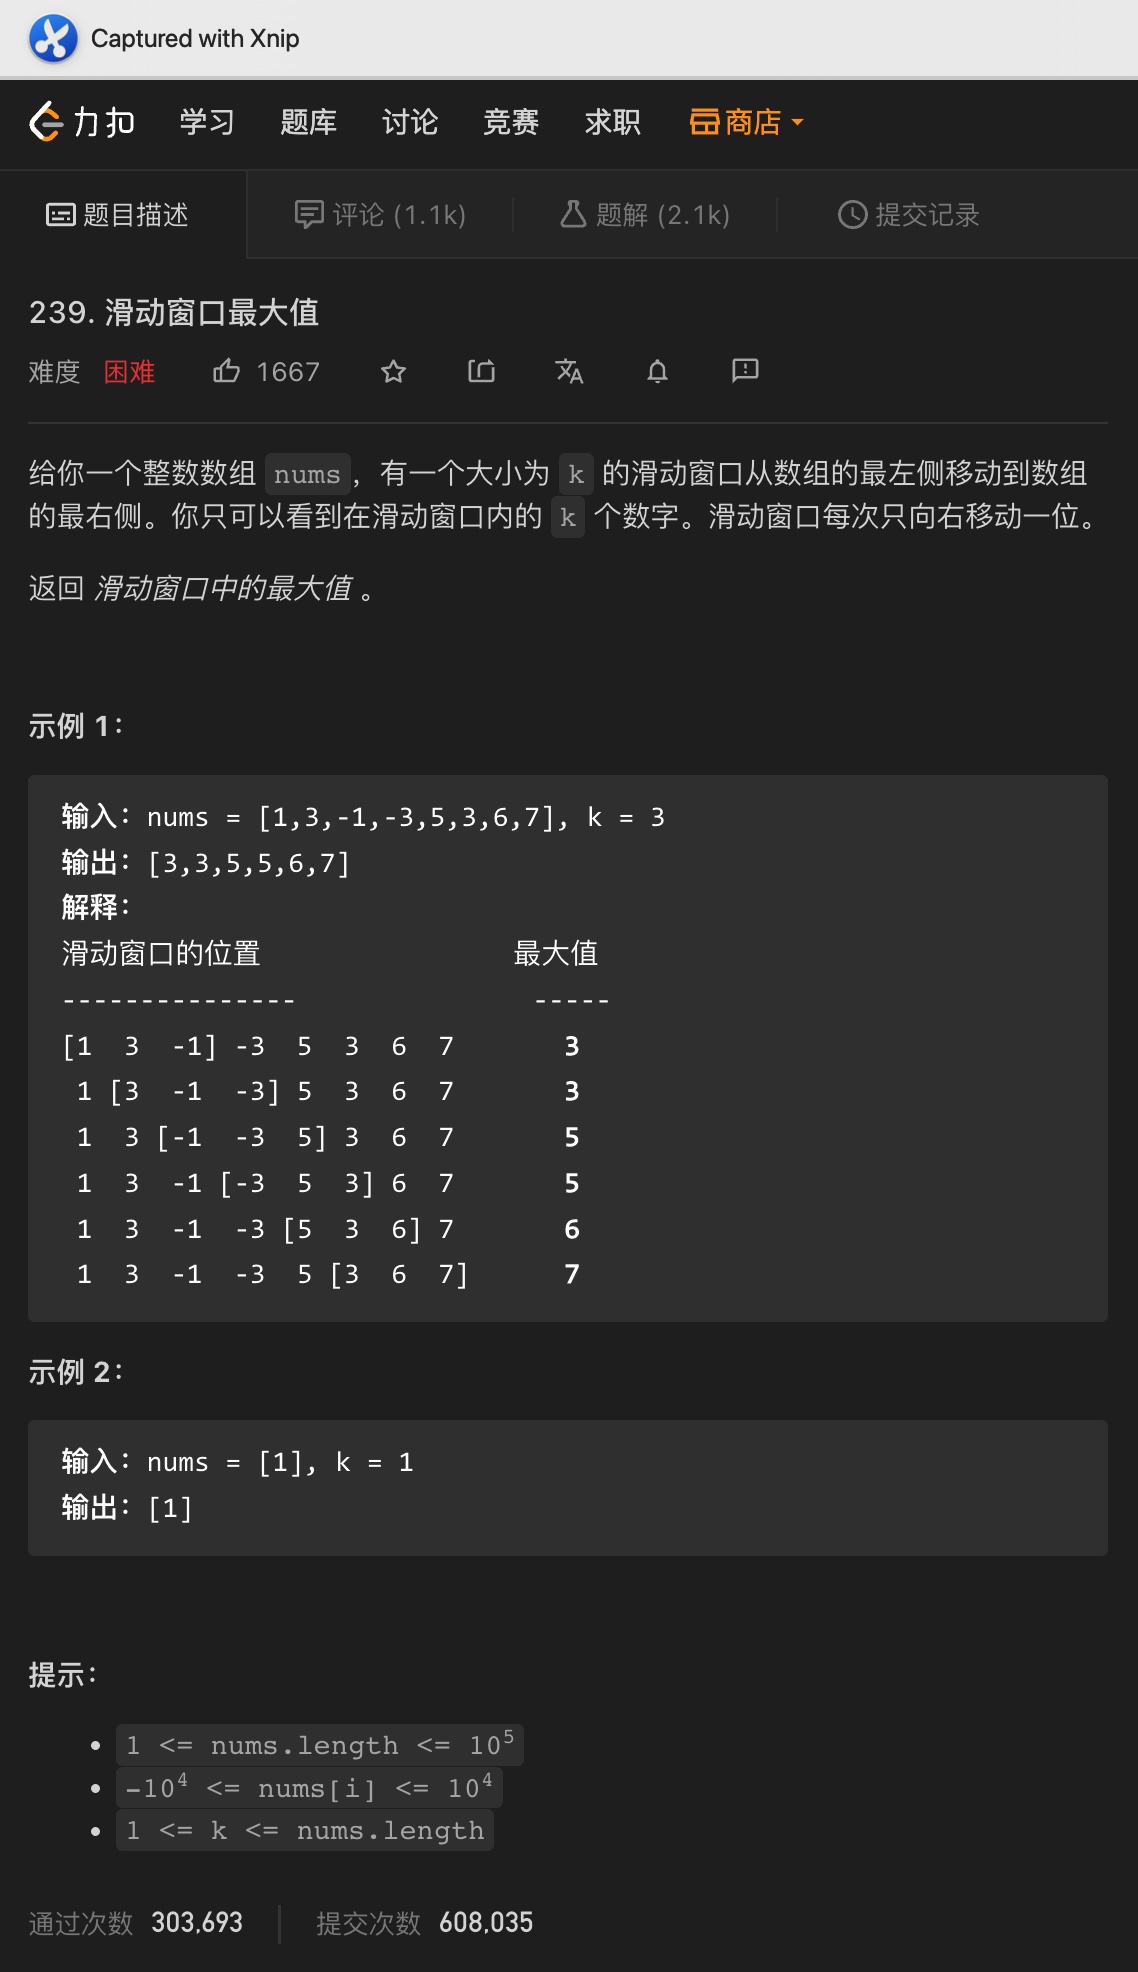 Captured with Xnip
力扣 学习 题库 讨论 竞赛 求职 商店
题目描述 评论 (1.1k) 题解 (2.1k) 提交记录
239. 滑动窗口最大值
难度 困难 1667
给你一个整数数组 nums，有一个大小为 k 的滑动窗口从数组的最左侧移动到数组
的最右侧。你只可以看到在滑动窗口内的 k 个数字。滑动窗口每次只向右移动一位。
返回 滑动窗口中的最大值 。
示例 1：
输入：nums = [1,3,-1,-3,5,3,6,7], k = 3
输出：[3,3,5,5,6,7]
解释：
滑动窗口的位置                最大值
---------------               -----
[1  3  -1] -3  5  3  6  7       3
 1 [3  -1  -3] 5  3  6  7       3
 1  3 [-1  -3  5] 3  6  7       5
 1  3  -1 [-3  5  3] 6  7       5
 1  3  -1  -3 [5  3  6] 7       6
 1  3  -1  -3  5 [3  6  7]      7
示例 2：
输入：nums = [1], k = 1
输出：[1]
提示：
• 1 <= nums.length <= 10⁵
• -10⁴ <= nums[i] <= 10⁴
• 1 <= k <= nums.length
通过次数 303,693 提交次数 608,035